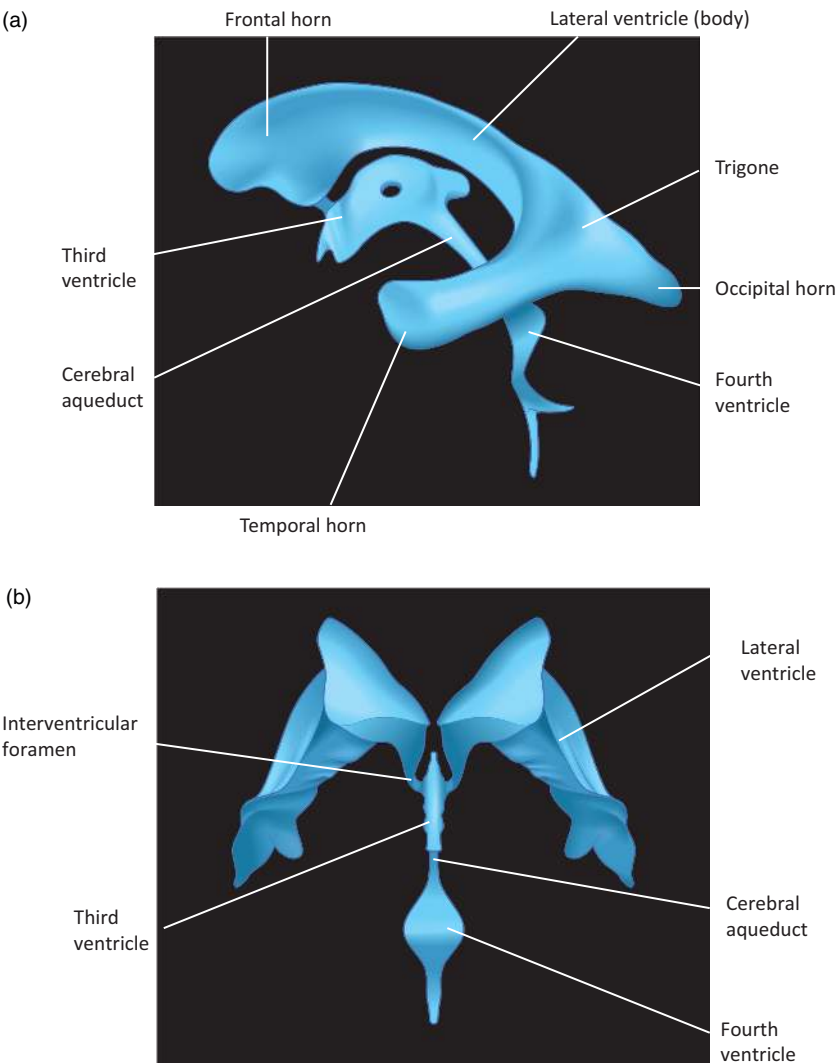 (a)
Frontal horn
Lateral ventricle (body)
Trigone
Third
ventricle
Occipital horn
Cerebral
aqueduct
Fourth
ventricle
Temporal horn
(b)
Lateral
ventricle
Interventricular
foramen
Cerebral
aqueduct
Third
ventricle
Fourth
ventricle